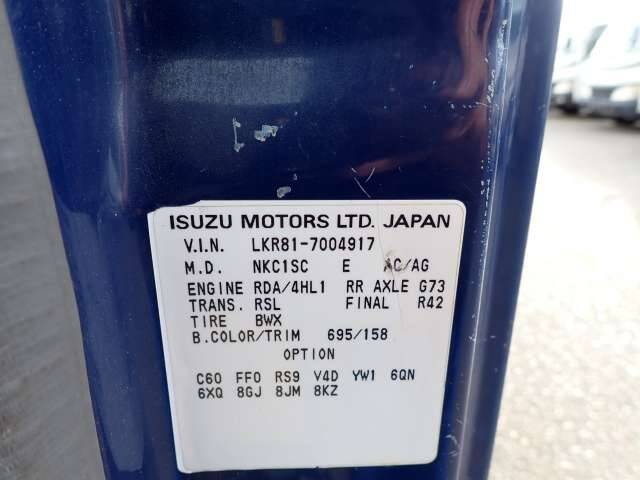 ISUZU MOTORS LTD. JAPAN
V.I.N. LKR81-7004917
M.D. NKC1SC E AC/AG
ENGINE RDA/4HL1 RR AXLE G73
TRANS. RSL FINAL R42
TIRE BWX
B.COLOR/TRIM 695/158
OPTION
C60 FF0 RS9 V4D YW1 6QN
6XQ 8GJ 8JM 8KZ